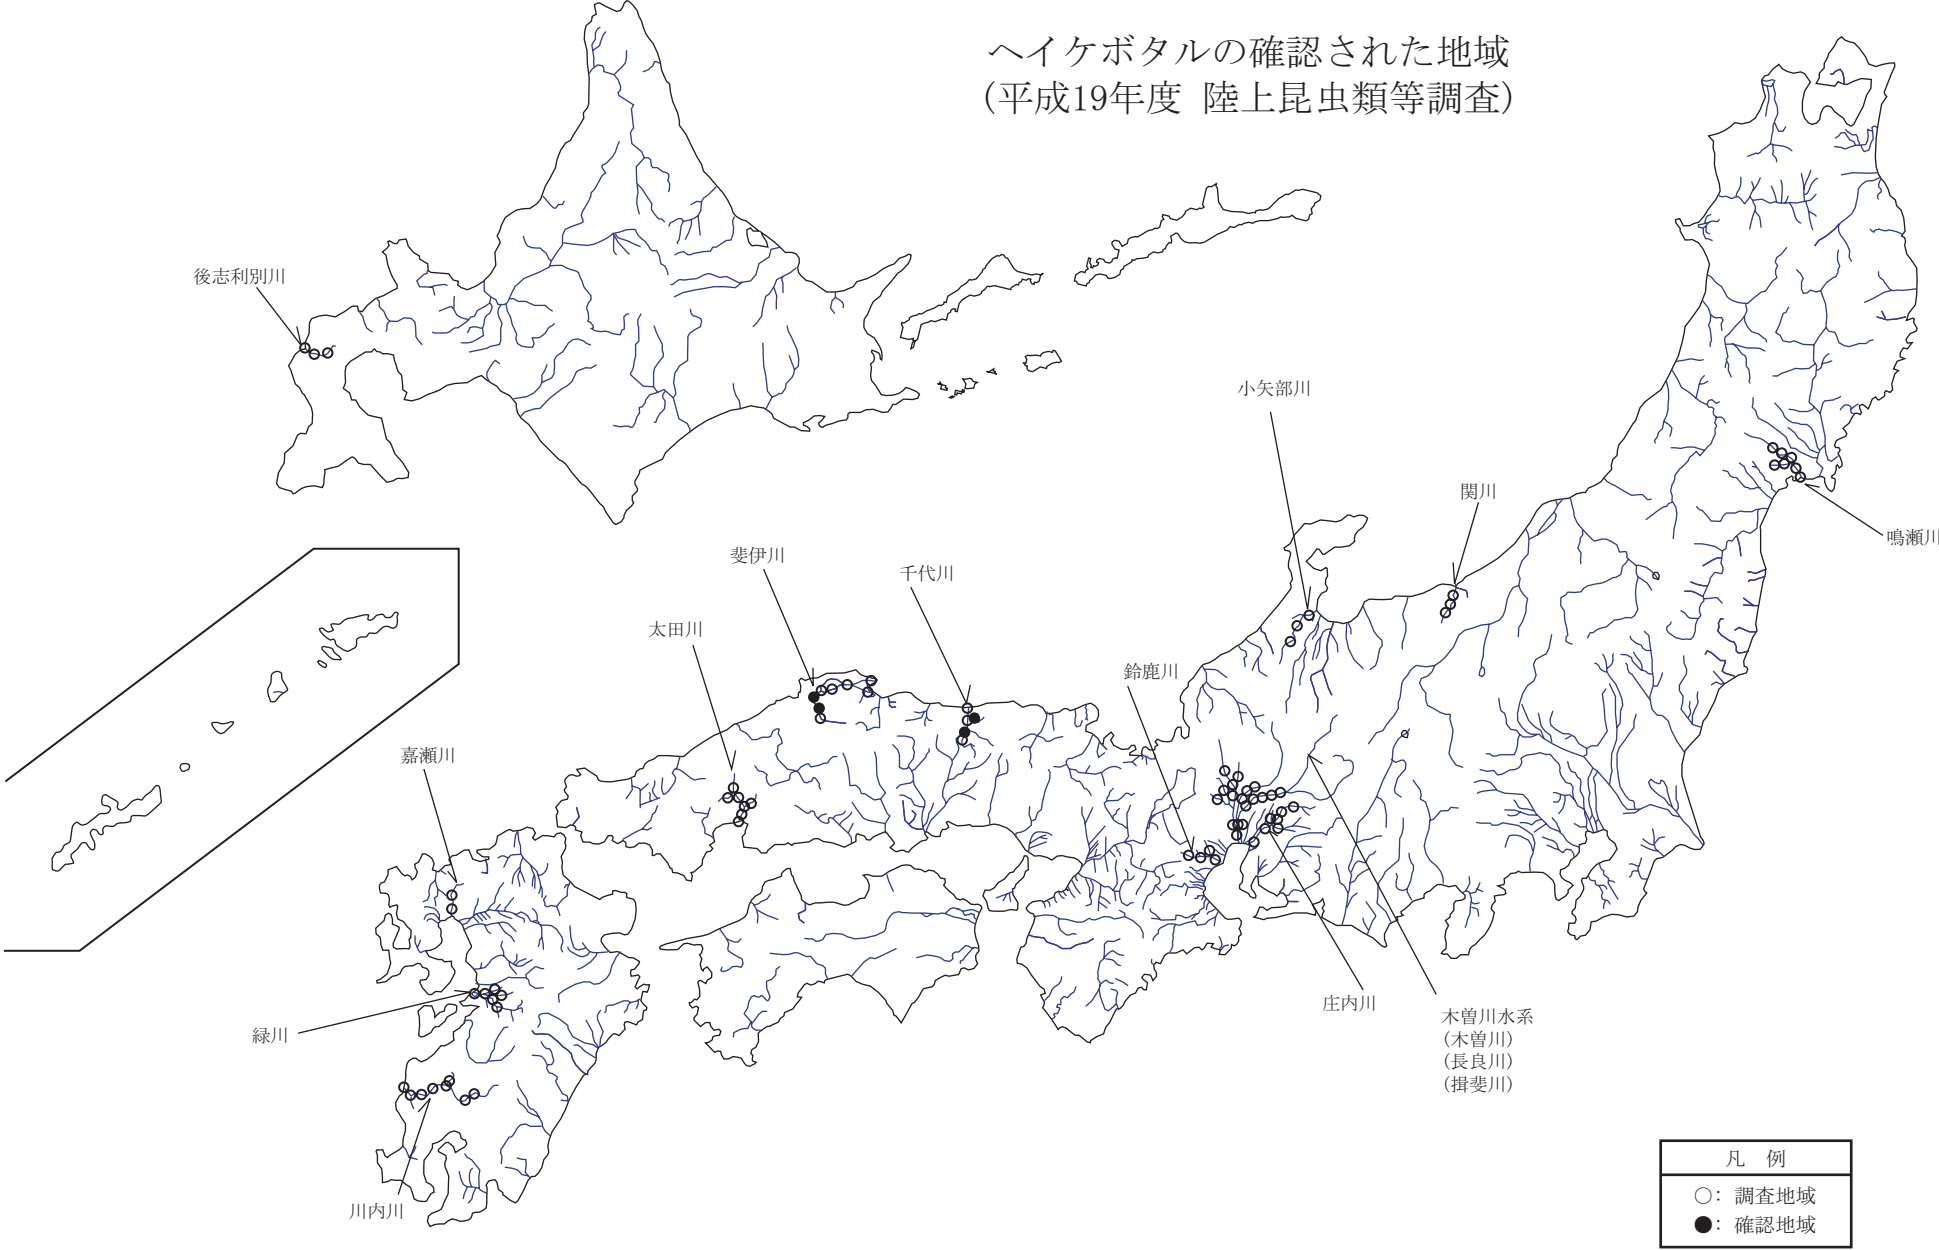 ヘイケボタルの確認された地域
(平成19年度 陸上昆虫類等調査)
後志利別川
小矢部川
関川
鳴瀬川
斐伊川
千代川
太田川
鈴鹿川
嘉瀬川
緑川
庄内川
木曽川水系
(木曽川)
(長良川)
(揖斐川)
川内川
凡 例
○: 調査地域
●: 確認地域